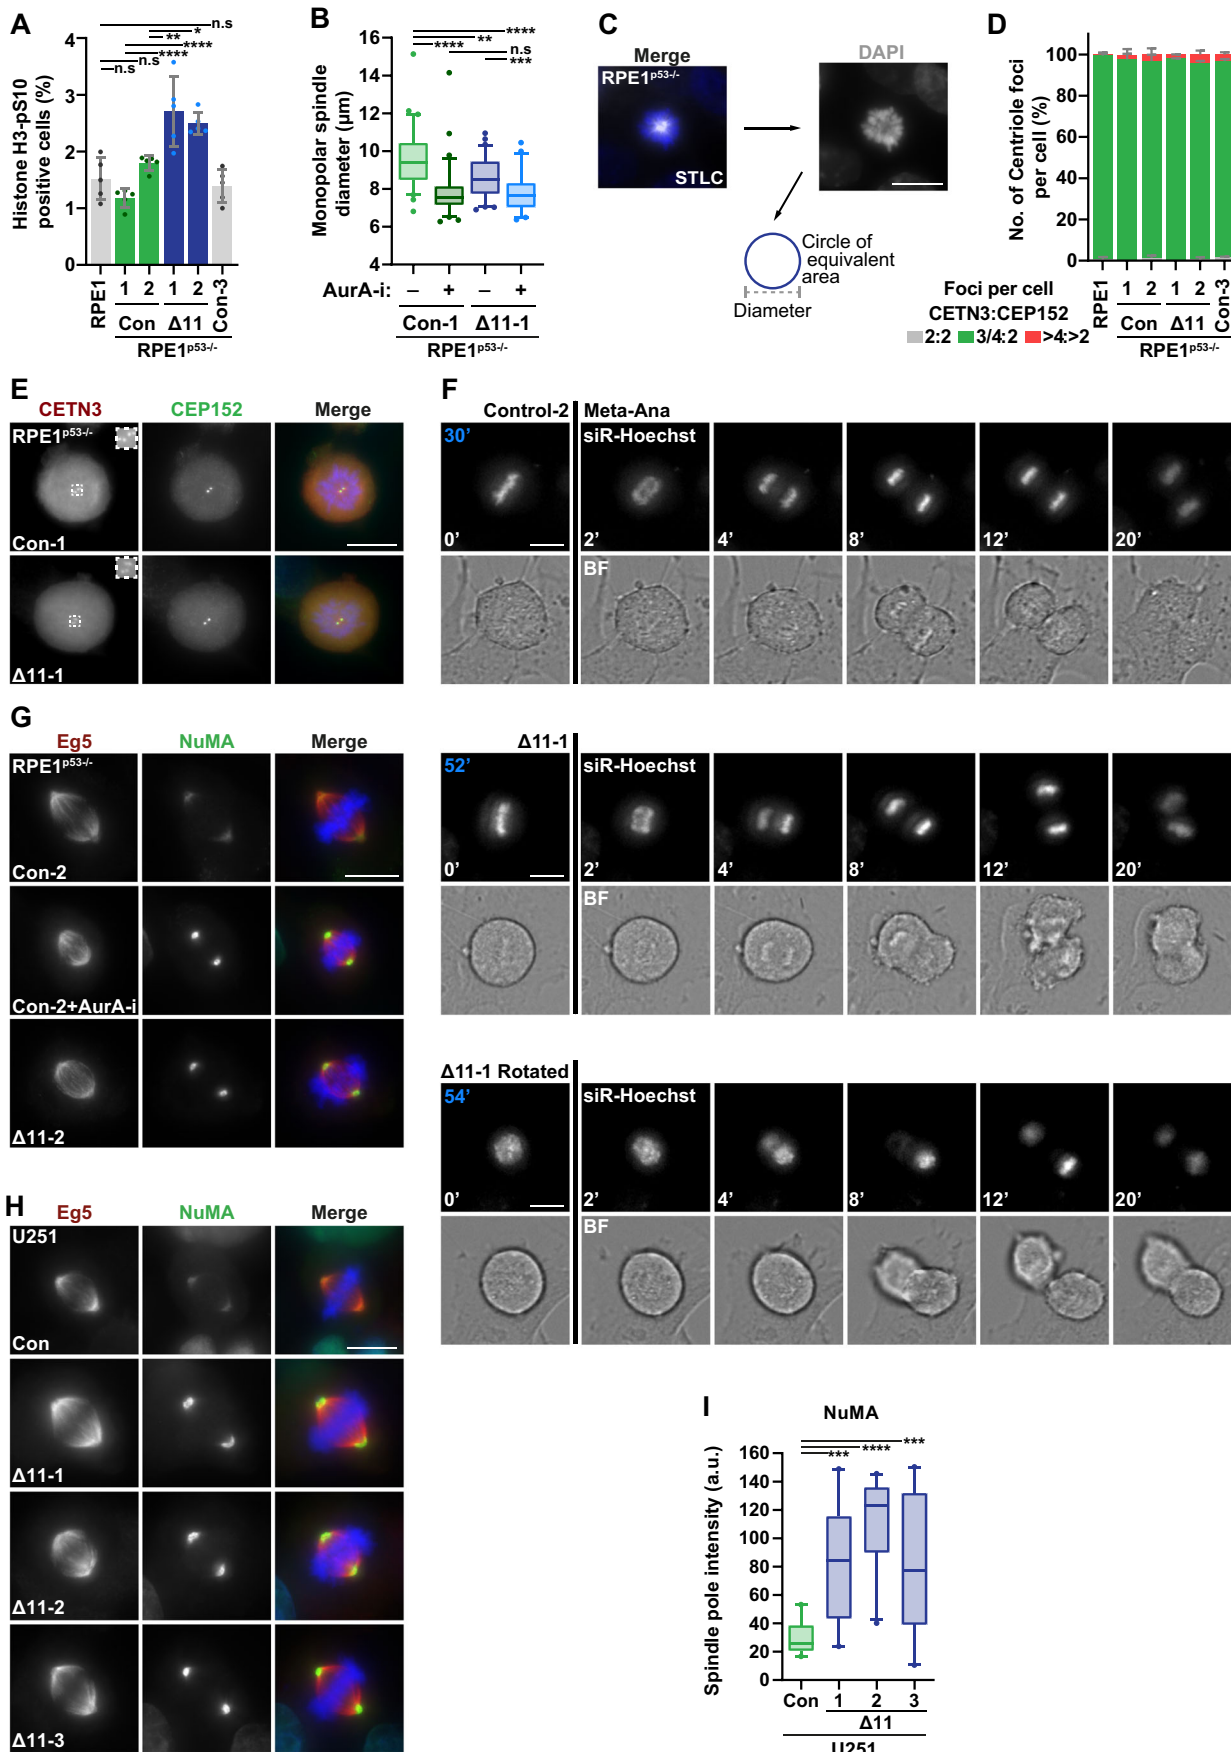 A
n.s
*
**
****
n.s
****
n.s
Histone H3-pS10
positive cells (%)
4
3
2
1
0
RPE1
1
2
1
2
Con-3
Con
Δ11
RPE1p53-/-
B
****
**
****
n.s
***
Monopolar spindle
diameter (µm)
16
14
12
10
8
6
4
AurA-i:
–
+
–
+
Con-1
Δ11-1
RPE1p53-/-
C
Merge
RPE1p53-/-
STLC
DAPI
Circle of
equivalent
area
Diameter
D
No. of Centriole foci
per cell
(%)
100
80
60
40
20
0
RPE1
1
2
1
2
Con-3
Con
Δ11
RPE1p53-/-
Foci per cell
CETN3:CEP152
2:2
3/4:2
>4:>2
E
CETN3
CEP152
Merge
RPE1p53-/-
Con-1
Δ11-1
F
Control-2
Meta-Ana
30’
siR-Hoechst
0’
2’
4’
8’
12’
20’
BF
Δ11-1
52’
siR-Hoechst
0’
2’
4’
8’
12’
20’
BF
Δ11-1 Rotated
54’
siR-Hoechst
0’
2’
4’
8’
12’
20’
BF
G
Eg5
NuMA
Merge
RPE1p53-/-
Con-2
Con-2+AurA-i
Δ11-2
H
Eg5
NuMA
Merge
U251
Con
Δ11-1
Δ11-2
Δ11-3
I
NuMA
***
****
***
Spindle pole intensity (a.u.)
160
140
120
100
80
60
40
20
0
Con
1
2
3
Δ11
U251